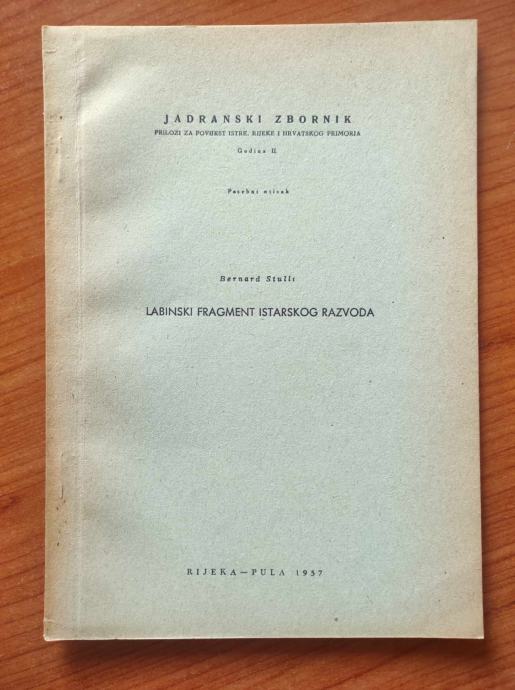 JADRANSKI ZBORNIK
PRILOZI ZA POVIJEST ISTRE, RIJEKE I HRVATSKOG PRIMORJA
Godina II.
Posebni otisak
Bernard Stulli
LABINSKI FRAGMENT ISTARSKOG RAZVODA
RIJEKA — PULA 1957